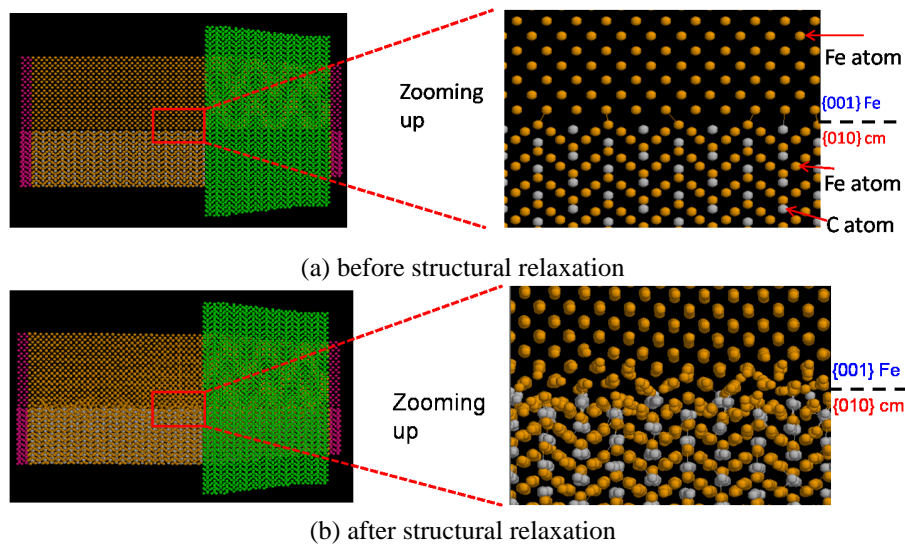 Zooming
up
Fe atom
{001} Fe
{010} cm
Fe atom
C atom
(a) before structural relaxation
Zooming
up
{001} Fe
{010} cm
(b) after structural relaxation